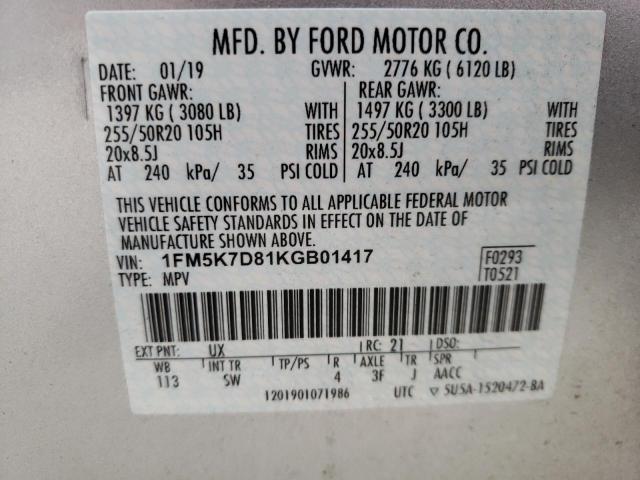 MFD. BY FORD MOTOR CO.
DATE: 01/19 GVWR: 2776 KG ( 6120 LB)
FRONT GAWR: REAR GAWR:
1397 KG ( 3080 LB) WITH 1497 KG ( 3300 LB) WITH
255/50R20 105H TIRES 255/50R20 105H TIRES
20x8.5J RIMS 20x8.5J RIMS
AT 240 kPa/ 35 PSI COLD AT 240 kPa/ 35 PSI COLD
THIS VEHICLE CONFORMS TO ALL APPLICABLE FEDERAL MOTOR
VEHICLE SAFETY STANDARDS IN EFFECT ON THE DATE OF
MANUFACTURE SHOWN ABOVE.
VIN: 1FM5K7D81KGB01417 F0293
TYPE: MPV T0521
EXT PNT: UX RC: 21 DSO:
WB INT TR TP/PS R AXLE TR SPR
113 SW 4 3F J AACC
1201901071986 UTC ▽ 5USA-1520472-BA